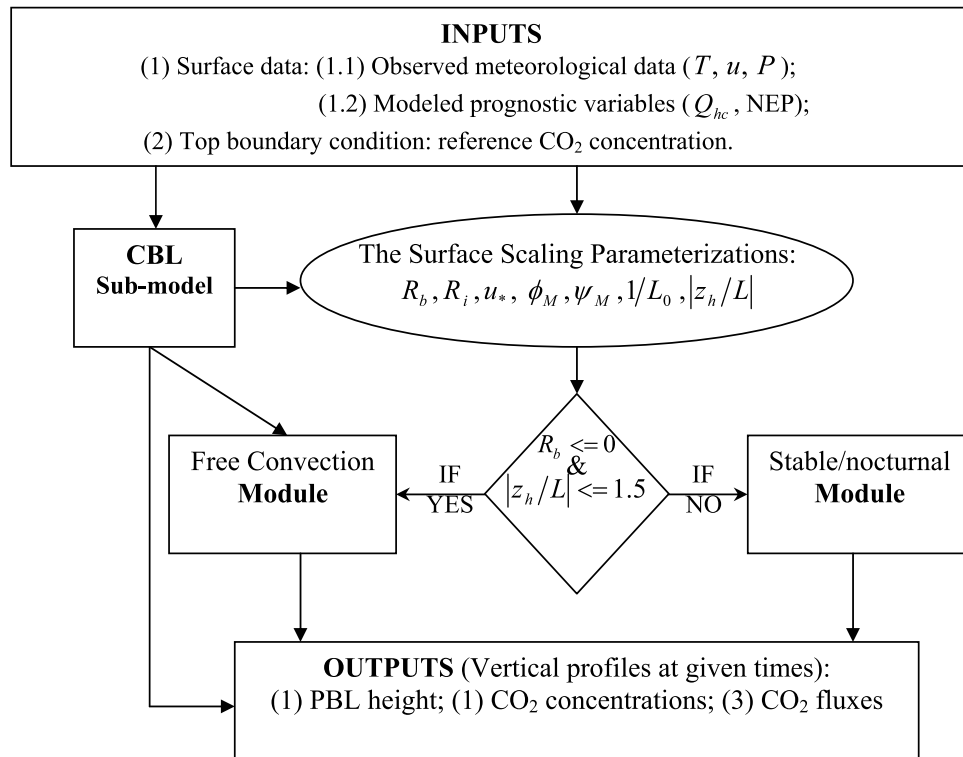 INPUTS
(1) Surface data: (1.1) Observed meteorological data (T, u, P);
(1.2) Modeled prognostic variables (Q_{hc}, NEP);
(2) Top boundary condition: reference CO₂ concentration.
CBL
Sub-model
The Surface Scaling Parameterizations:
R_b, R_i, u_*, ϕ_M, ψ_M, 1/L_0, |z_h/L|
Free Convection
Module
IF
YES
R_b <= 0
&
|z_h/L| <= 1.5
IF
NO
Stable/nocturnal
Module
OUTPUTS (Vertical profiles at given times):
(1) PBL height; (1) CO₂ concentrations; (3) CO₂ fluxes